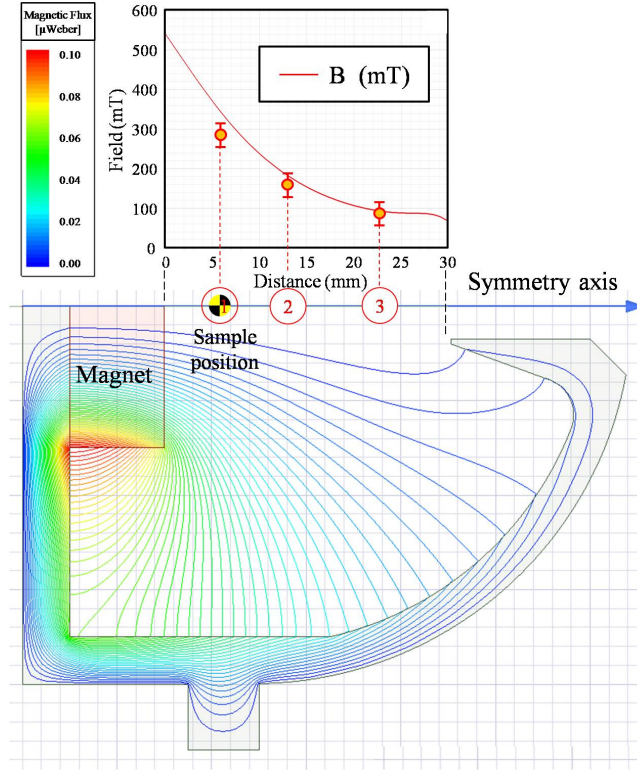 Magnetic Flux
[μWeber]
0.10
0.08
0.06
0.04
0.02
0.00
600
500
400
300
200
100
0
Field (mT)
B (mT)
0
5
10
15
20
25
30
Distance (mm)
Symmetry axis
1
2
3
Sample
position
Magnet